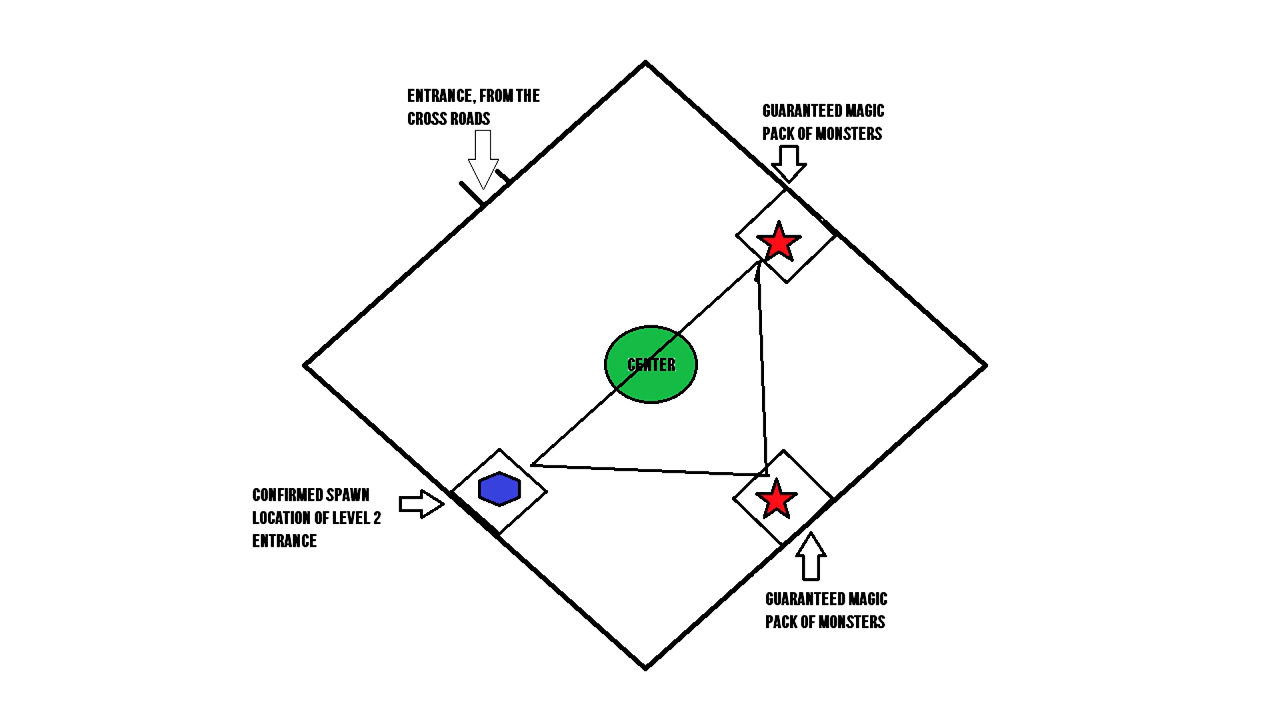 ENTRANCE, FROM THE
CROSS ROADS
GUARANTEED MAGIC
PACK OF MONSTERS
CENTER
CONFIRMED SPAWN
LOCATION OF LEVEL 2
ENTRANCE
GUARANTEED MAGIC
PACK OF MONSTERS